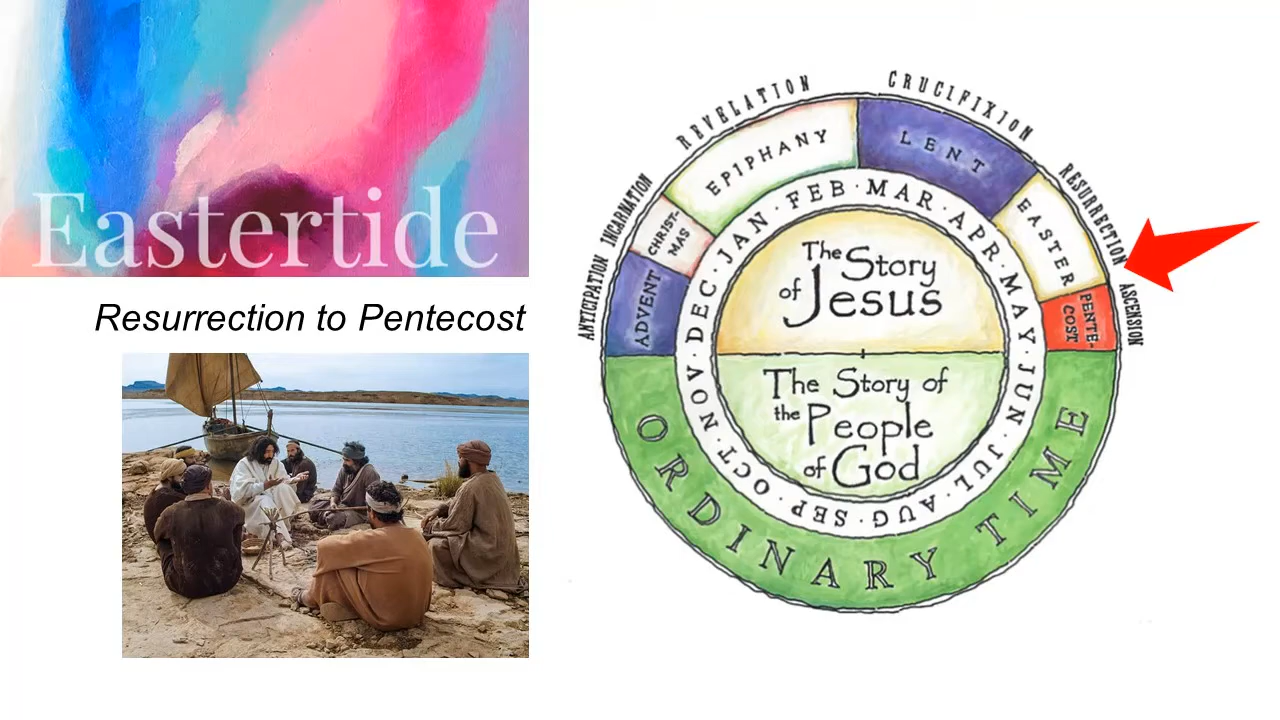 Eastertide
Resurrection to Pentecost
ANTICIPATION
INCARNATION
REVELATION
CRUCIFIXION
RESURRECTION
ASCENSION
ADVENT
CHRIST-
MAS
EPIPHANY
LENT
EASTER
PENTE-
COST
ORDINARY TIME
DEC · JAN · FEB · MAR · APR · MAY · JUN · JUL · AUG · SEP · OCT · NOV ·
The Story
of Jesus
The Story of
the People
of God